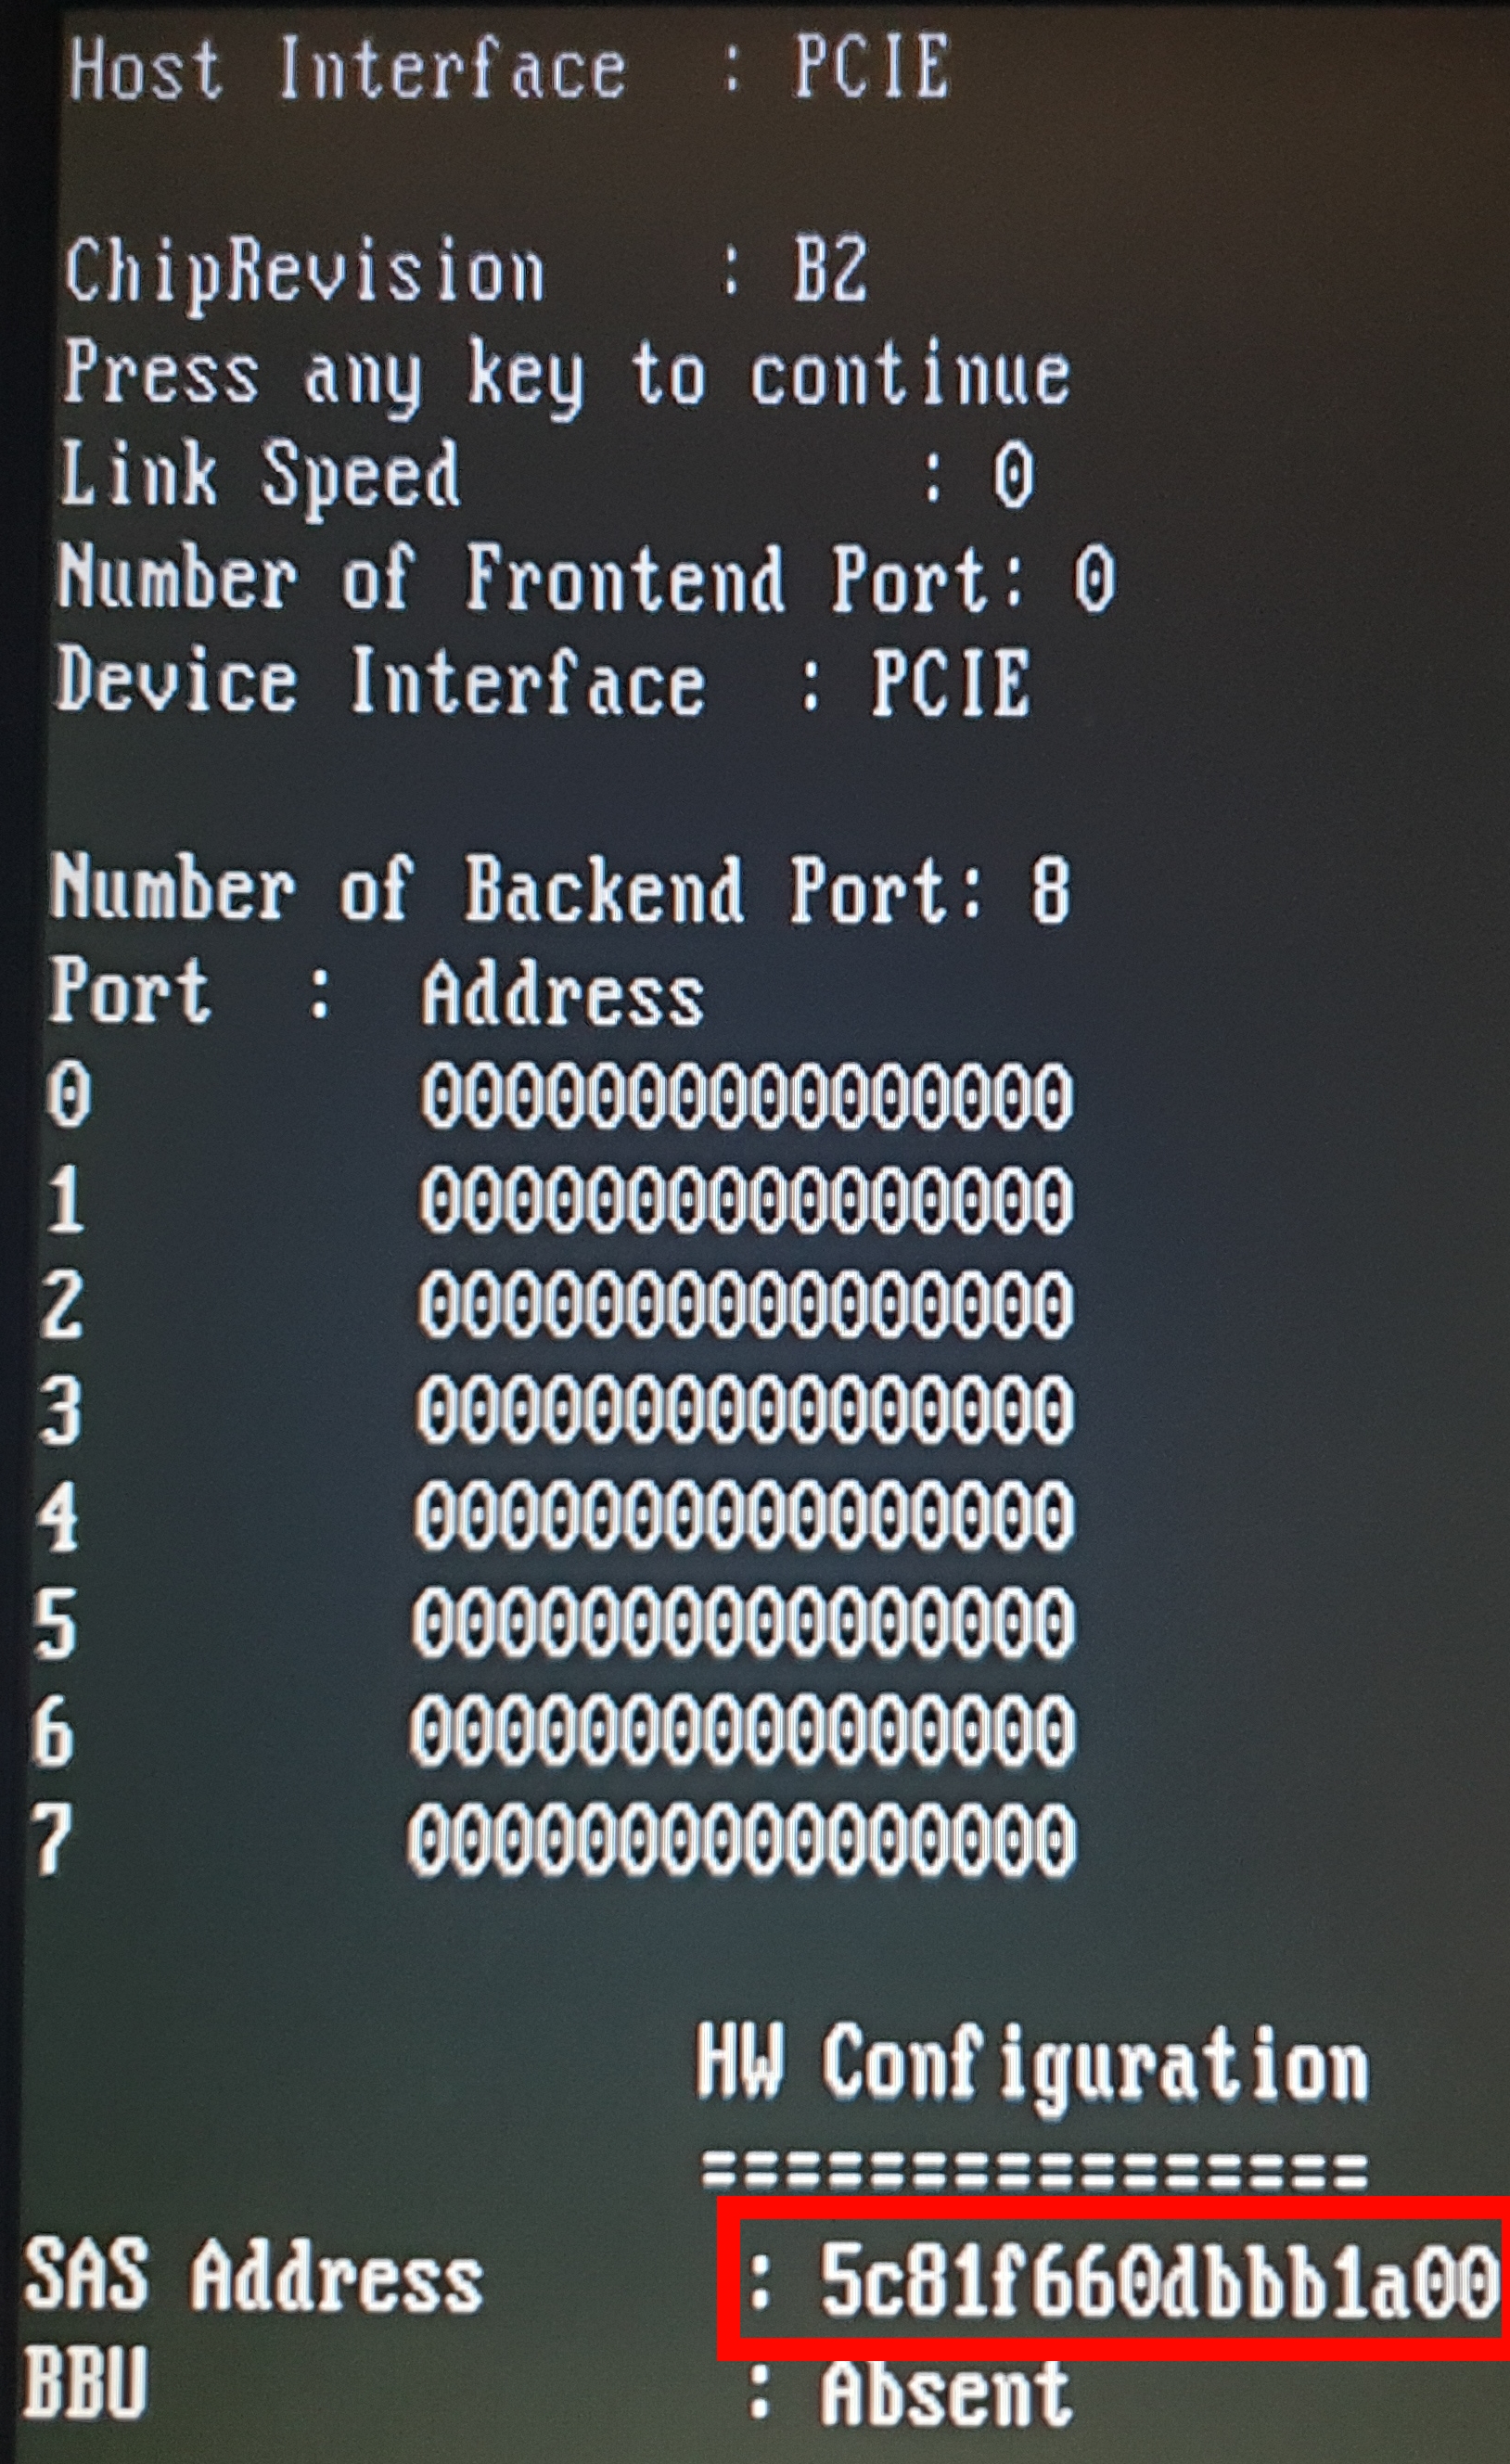 Host Interface : PCIE
ChipRevision : B2
Press any key to continue
Link Speed : 0
Number of Frontend Port: 0
Device Interface : PCIE
Number of Backend Port: 8
Port : Address
0 0000000000000000
1 0000000000000000
2 0000000000000000
3 0000000000000000
4 0000000000000000
5 0000000000000000
6 0000000000000000
7 0000000000000000
HW Configuration
================
SAS Address : 5c81f660dbbb1a00
BBU : Absent